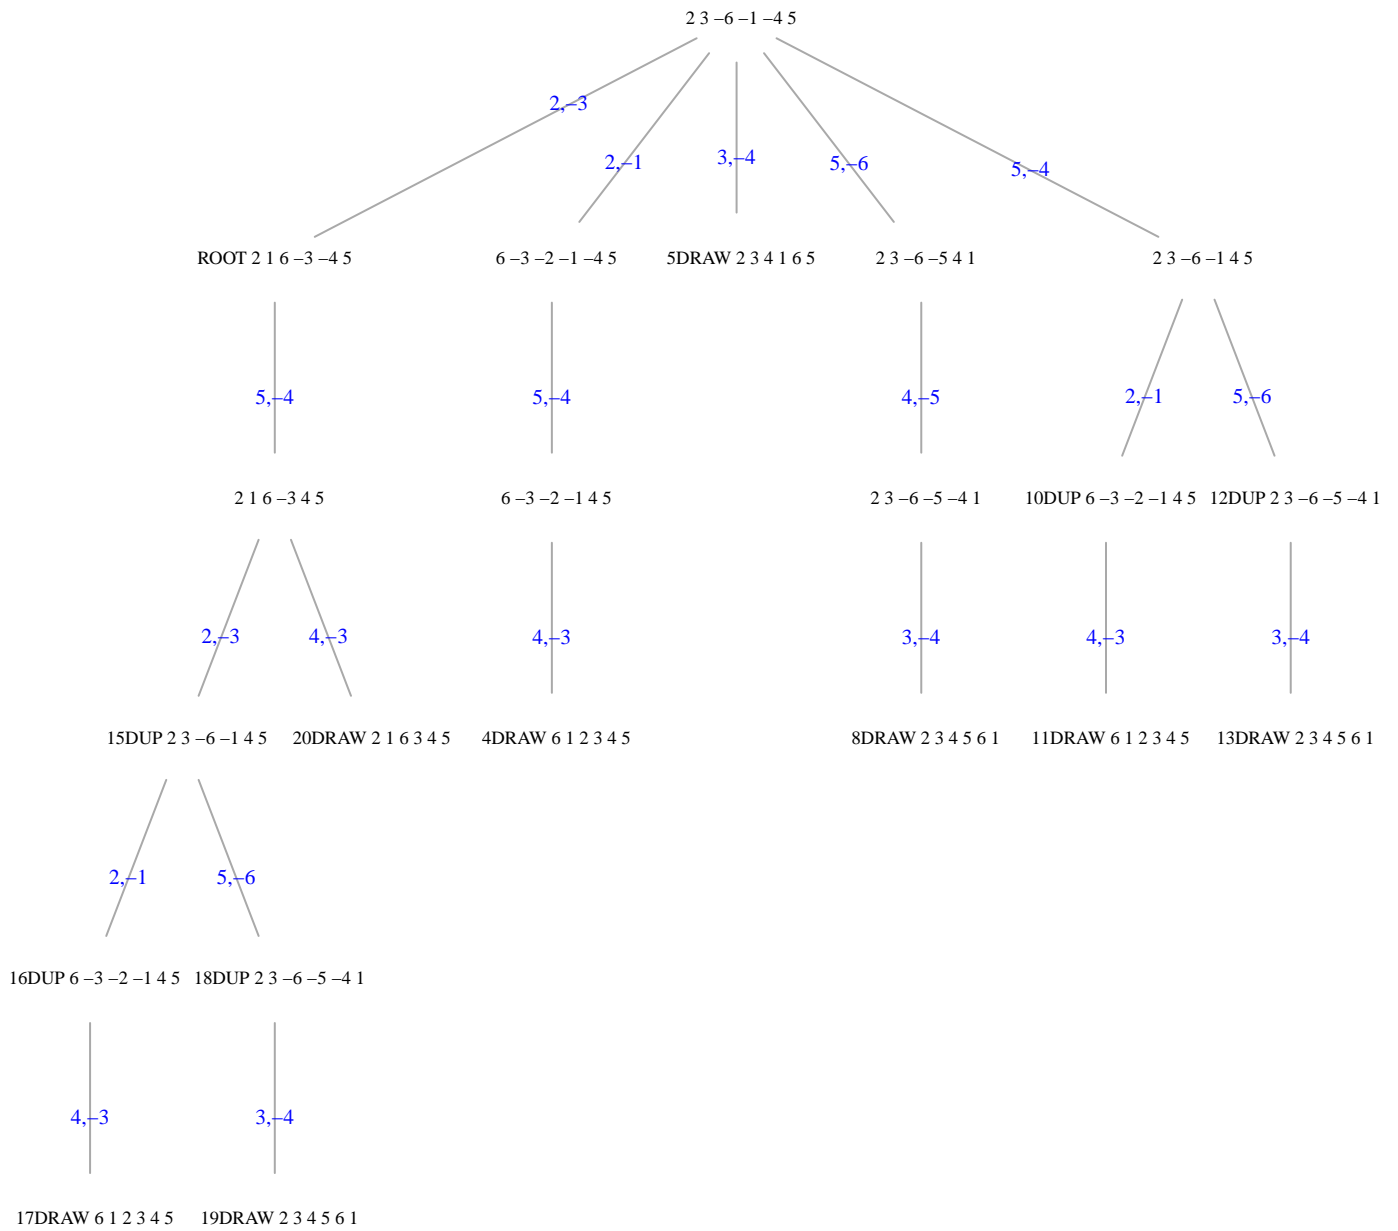 2 3 –6 –1 –4 5
2,–3
2,–1
3,–4
5,–6
5,–4
ROOT 2 1 6 –3 –4 5
6 –3 –2 –1 –4 5
5DRAW 2 3 4 1 6 5
2 3 –6 –5 4 1
2 3 –6 –1 4 5
5,–4
5,–4
4,–5
2,–1
5,–6
2 1 6 –3 4 5
6 –3 –2 –1 4 5
2 3 –6 –5 –4 1
10DUP 6 –3 –2 –1 4 5
12DUP 2 3 –6 –5 –4 1
2,–3
4,–3
4,–3
3,–4
4,–3
3,–4
15DUP 2 3 –6 –1 4 5
20DRAW 2 1 6 3 4 5
4DRAW 6 1 2 3 4 5
8DRAW 2 3 4 5 6 1
11DRAW 6 1 2 3 4 5
13DRAW 2 3 4 5 6 1
2,–1
5,–6
16DUP 6 –3 –2 –1 4 5
18DUP 2 3 –6 –5 –4 1
4,–3
3,–4
17DRAW 6 1 2 3 4 5
19DRAW 2 3 4 5 6 1